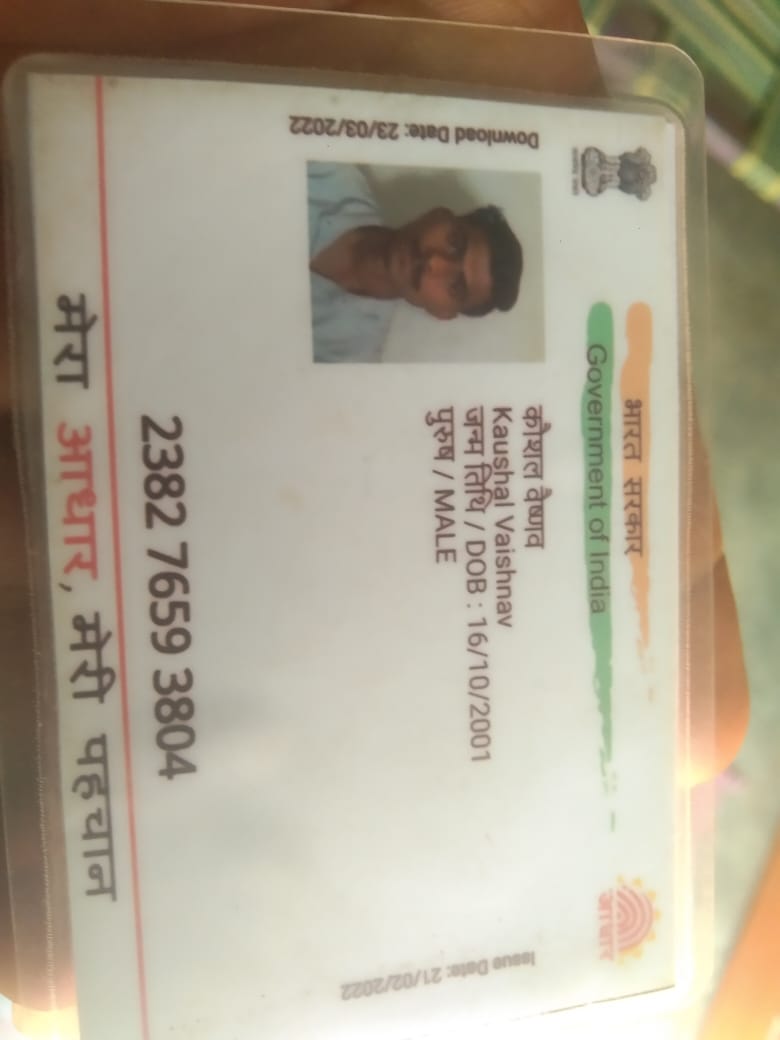 भारत सरकार
Government of India
Download Date: 23/03/2022
कौशल वैष्णव
Kaushal Vaishnav
जन्म तिथि / DOB : 16/10/2001
पुरुष / MALE
Issue Date: 21/02/2022
2382 7659 3804
मेरा आधार, मेरी पहचान